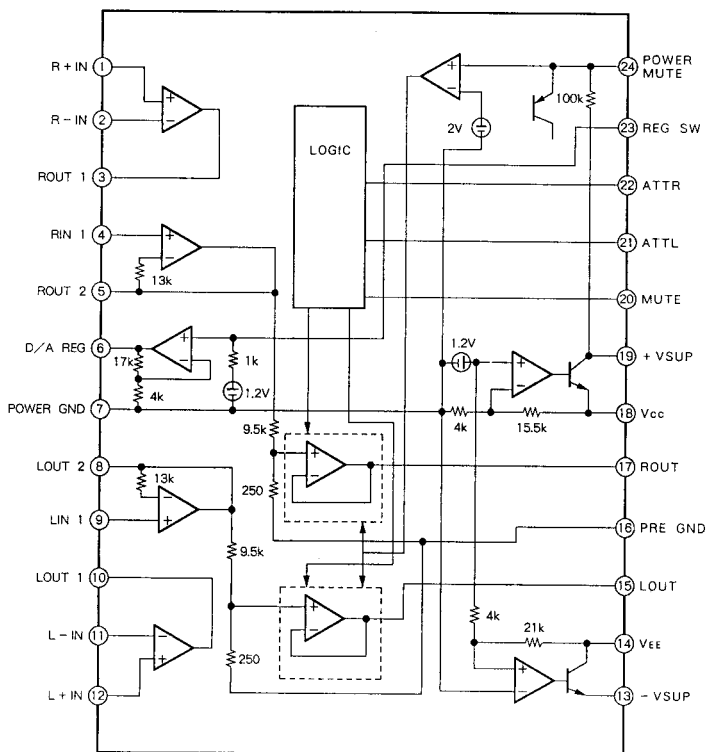 R+IN 1
R−IN 2
ROUT 1 3
RIN 1 4
ROUT 2 5
D/A REG 6
POWER GND 7
LOUT 2 8
LIN 1 9
LOUT 1 10
L−IN 11
L+IN 12
24 POWER MUTE
23 REG SW
22 ATTR
21 ATTL
20 MUTE
19 +VSUP
18 Vcc
17 ROUT
16 PRE GND
15 LOUT
14 VEE
13 −VSUP
LOGIC
+
−
+
−
13k
+
−
17k
4k
1k
1.2V
+
−
2V
100k
1.2V
+
−
4k
15.5k
9.5k
250
+
−
13k
−
+
9.5k
250
+
−
−
+
4k
21k
+
−